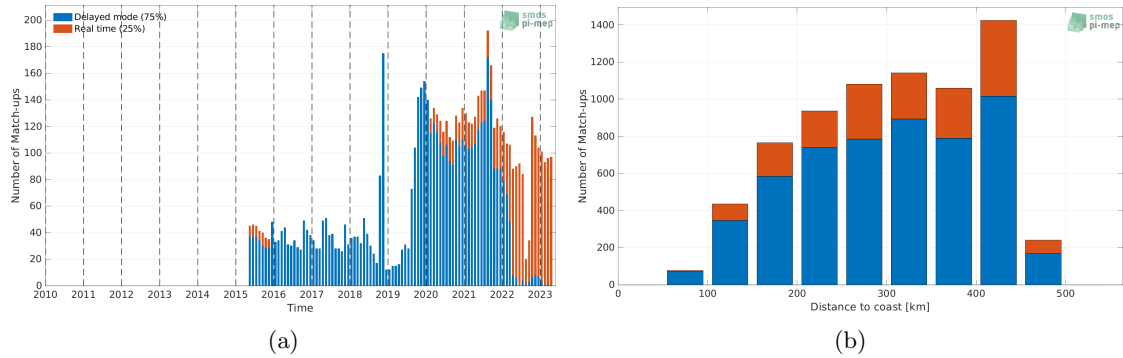 Delayed mode (75%)
Real time (25%)
smos
pi-mep
200
180
160
140
120
100
80
60
40
20
0
Number of Match-ups
2010 2011 2012 2013 2014 2015 2016 2017 2018 2019 2020 2021 2022 2023
Time
(a)
smos
pi-mep
1400
1200
1000
800
600
400
200
0
Number of Match-ups
0 100 200 300 400 500
Distance to coast [km]
(b)